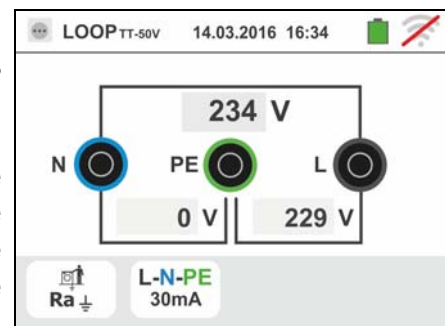 LOOP TT-50V 14.03.2016 16:34
234 V
N PE L
0 V 229 V
Ra L-N-PE
30mA